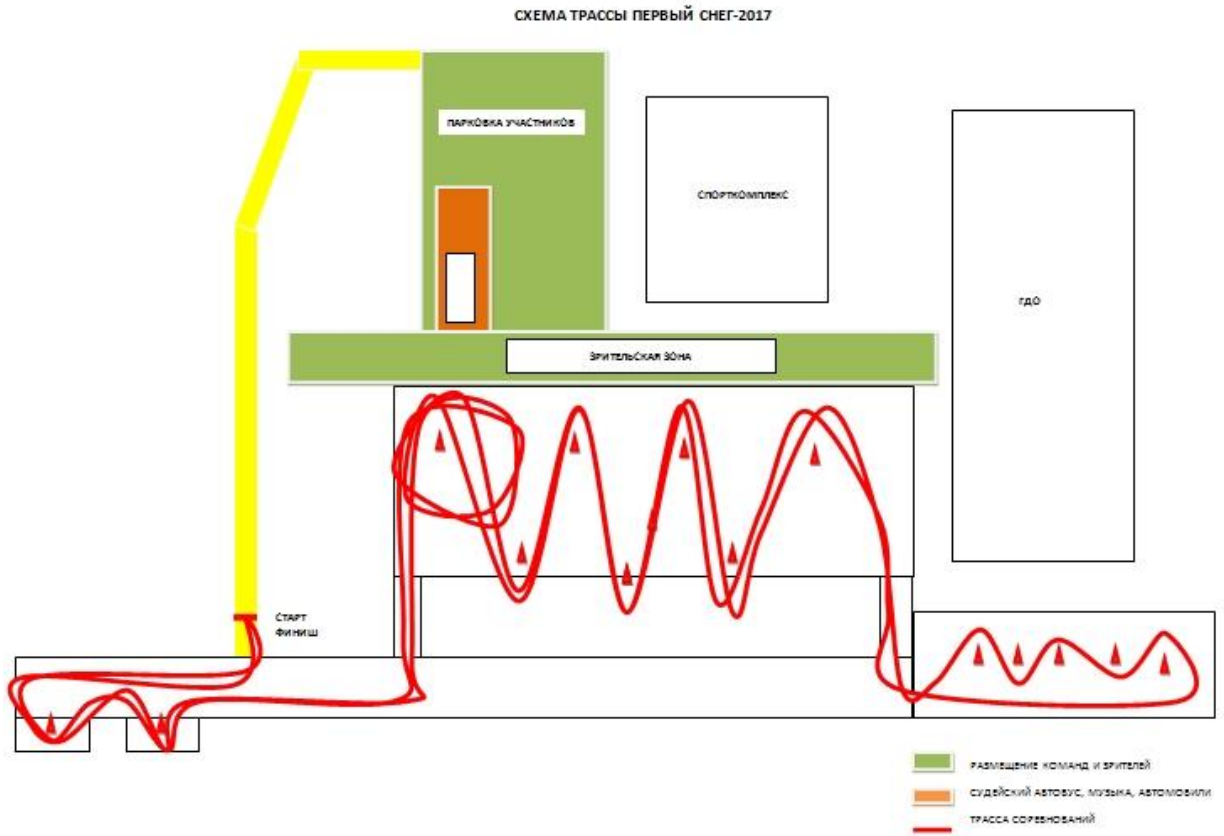 СХЕМА ТРАССЫ ПЕРВЫЙ СНЕГ-2017
ПАРКОВКА УЧАСТНИКОВ
СПОРТКОМПЛЕКС
ГДО
ЗРИТЕЛЬСКАЯ ЗОНА
СТАРТ
ФИНИШ
РАЗМЕЩЕНИЕ КОМАНД И ЗРИТЕЛЕЙ
СУДЕЙСКИЙ АВТОБУС, МУЗЫКА, АВТОМОБИЛИ
ТРАССА СОРЕВНОВАНИЙ